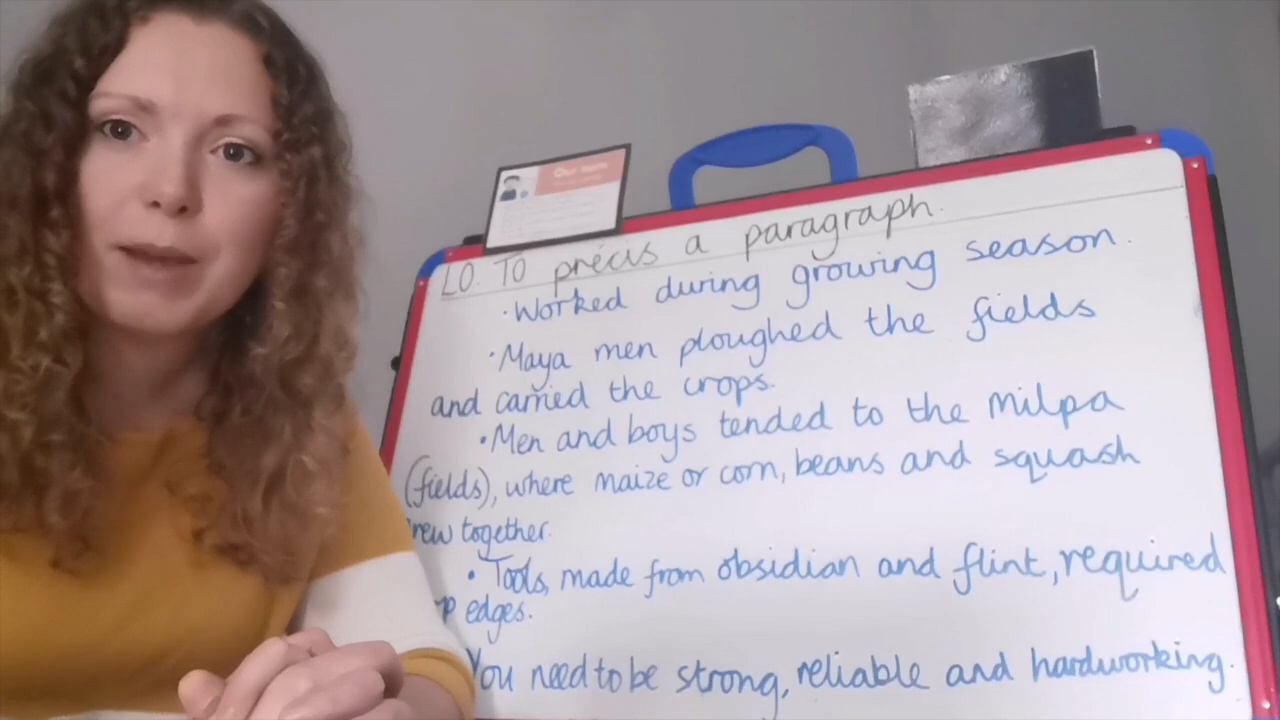 LO. To précis a paragraph.
• Worked during growing season.
• Maya men ploughed the fields
and carried the crops.
• Men and boys tended to the milpa
(fields), where maize or corn, beans and squash
together.
• Tools, made from obsidian and flint, required
edges.
You need to be strong, reliable and hardworking.